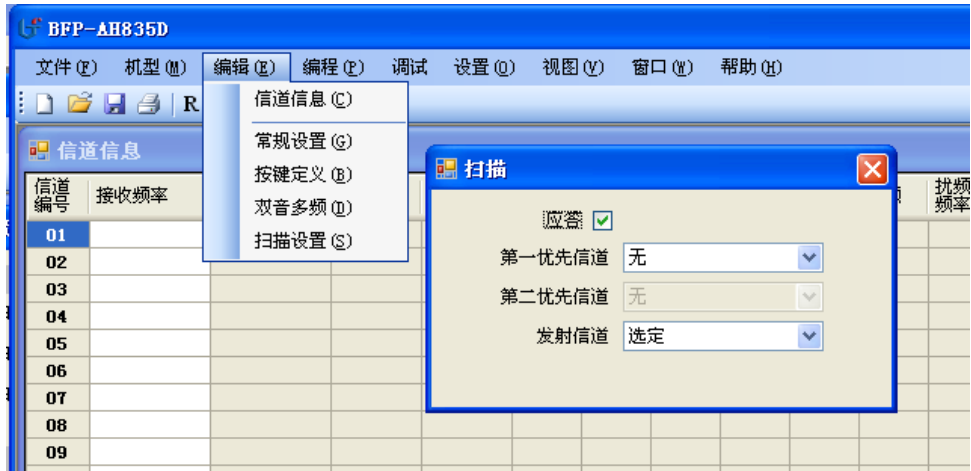 BFP-AH835D
文件(F) 机型(M) 编辑(E) 编程(P) 调试 设置(O) 视图(V) 窗口(W) 帮助(H)
R
信道信息(C)
常规设置(G)
按键定义(B)
双音多频(D)
扫描设置(S)
信道信息
信道
编号
接收频率
扰频
频率
01
02
03
04
05
06
07
08
09
扫描
应答
第一优先信道 无
第二优先信道 无
发射信道 选定